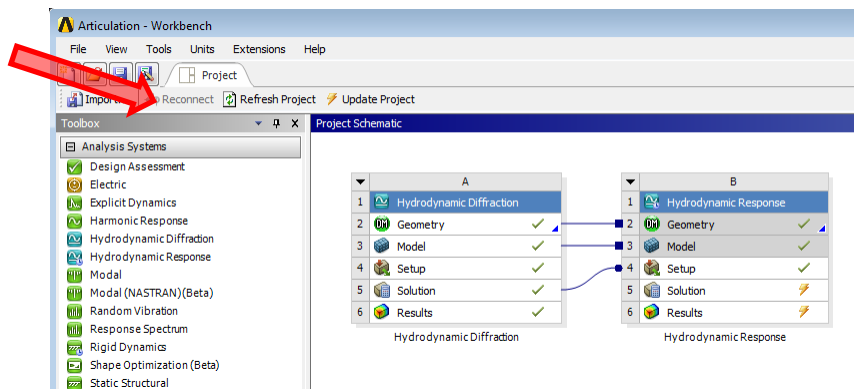 Articulation - Workbench
File View Tools Units Extensions Help
Project
Import Reconnect Refresh Project Update Project
Toolbox X Project Schematic
Analysis Systems
Design Assessment
Electric
Explicit Dynamics
Harmonic Response
Hydrodynamic Diffraction
Hydrodynamic Response
Modal
Modal (NASTRAN)(Beta)
Random Vibration
Response Spectrum
Rigid Dynamics
Shape Optimization (Beta)
Static Structural
A
1 Hydrodynamic Diffraction
2 Geometry
3 Model
4 Setup
5 Solution
6 Results
Hydrodynamic Diffraction
B
1 Hydrodynamic Response
2 Geometry
3 Model
4 Setup
5 Solution
6 Results
Hydrodynamic Response